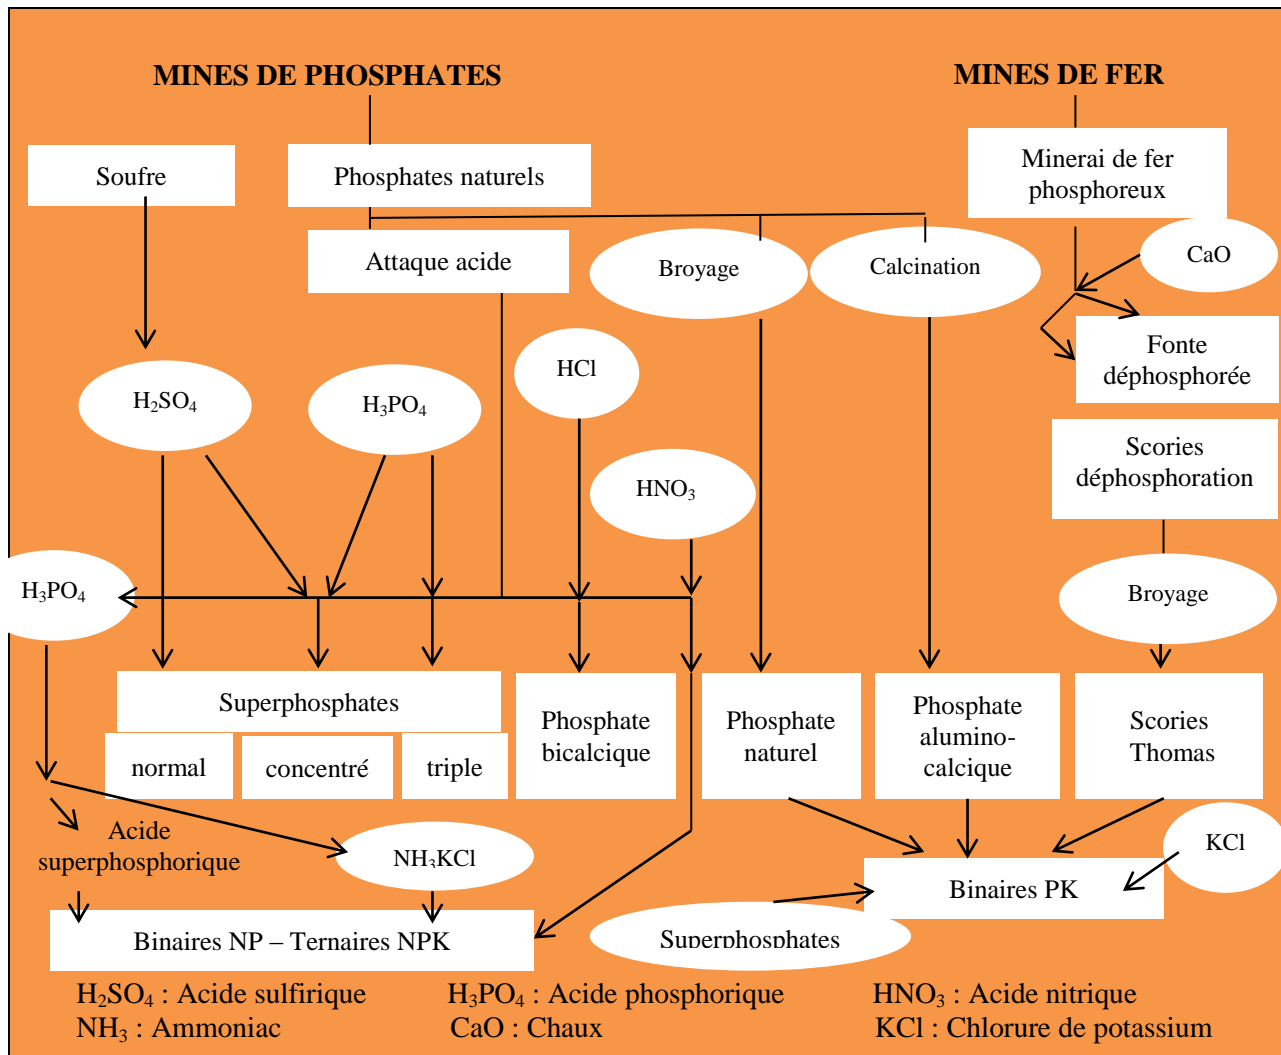 MINES DE PHOSPHATES
MINES DE FER
Soufre
Phosphates naturels
Minerai de fer
phosphoreux
Attaque acide
Broyage
Calcination
CaO
Fonte
déphosphorée
HCl
H₂SO₄
H₃PO₄
Scories
déphosphoration
HNO₃
H₃PO₄
Broyage
Superphosphates
normal
concentré
triple
Phosphate
bicalcique
Phosphate
naturel
Phosphate
alumino-
calcique
Scories
Thomas
Acide
superphosphorique
NH₃KCl
KCl
Binaires PK
Superphosphates
Binaires NP – Ternaires NPK
H₂SO₄ : Acide sulfirique
H₃PO₄ : Acide phosphorique
HNO₃ : Acide nitrique
NH₃ : Ammoniac
CaO : Chaux
KCl : Chlorure de potassium